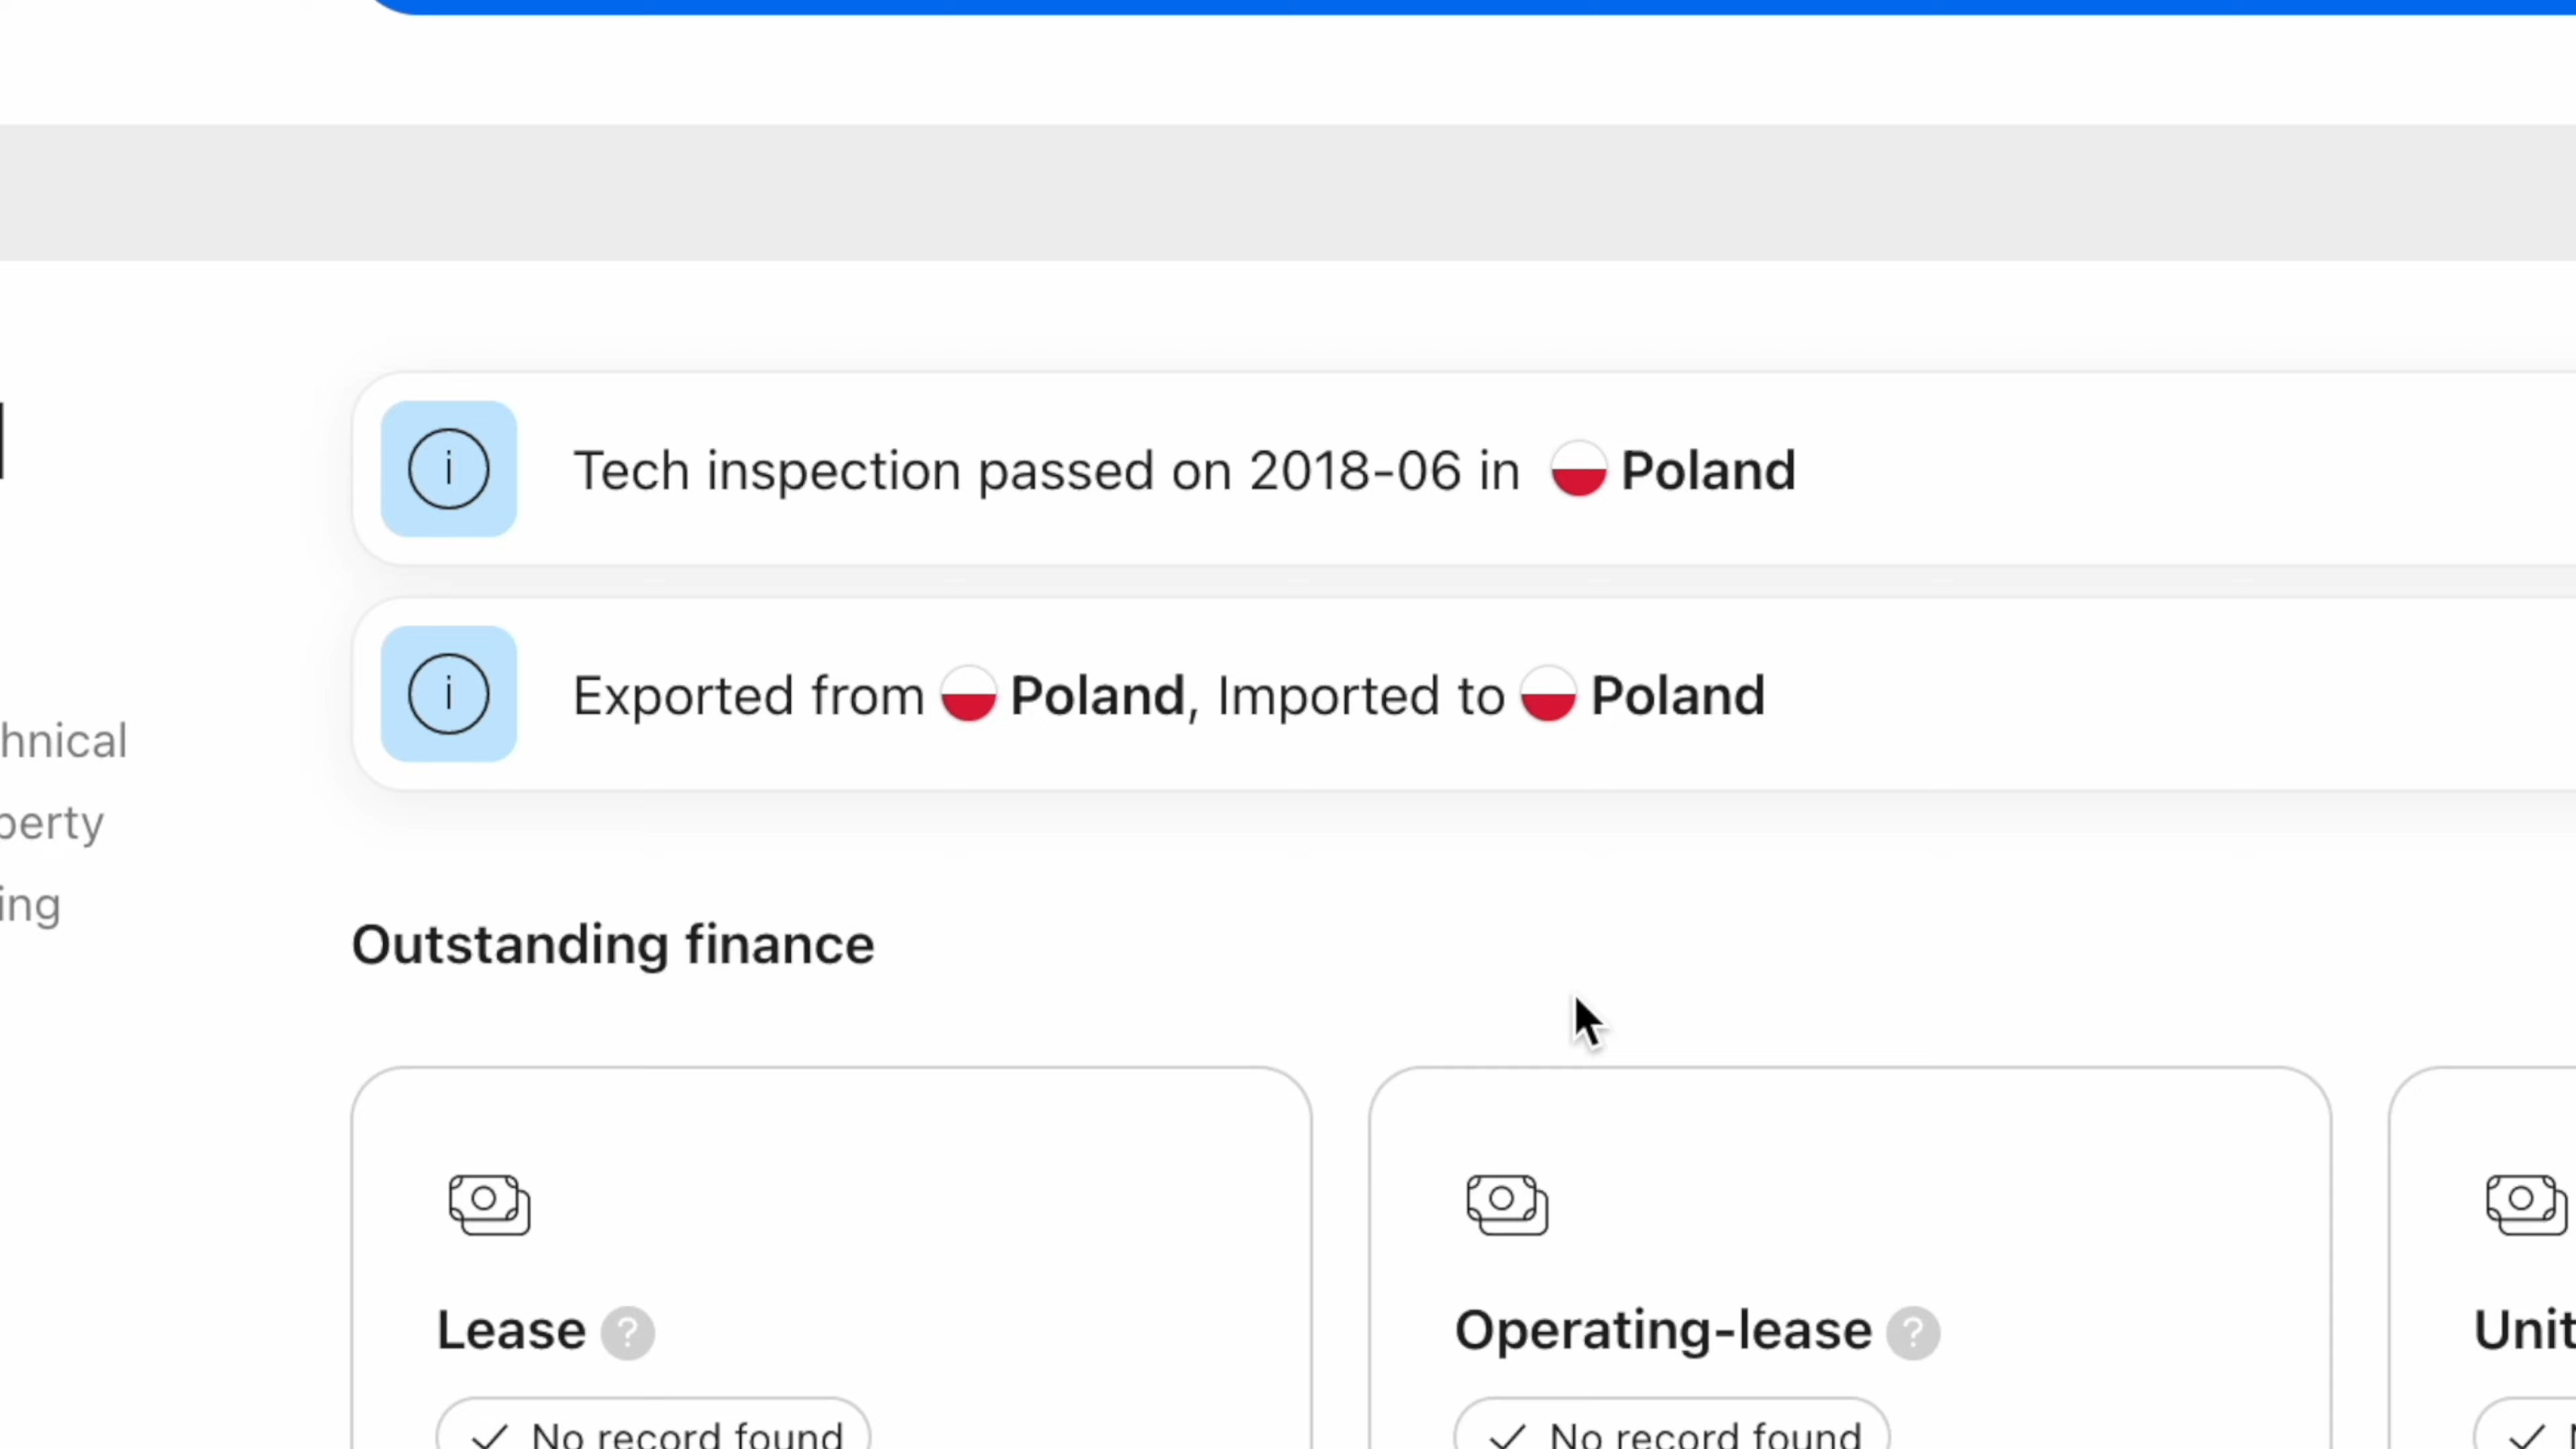 Tech inspection passed on 2018-06 in Poland
Exported from Poland, Imported to Poland
hnical
perty
ing
Outstanding finance
Lease ?
Operating-lease ?
Unit
No record found
No record found